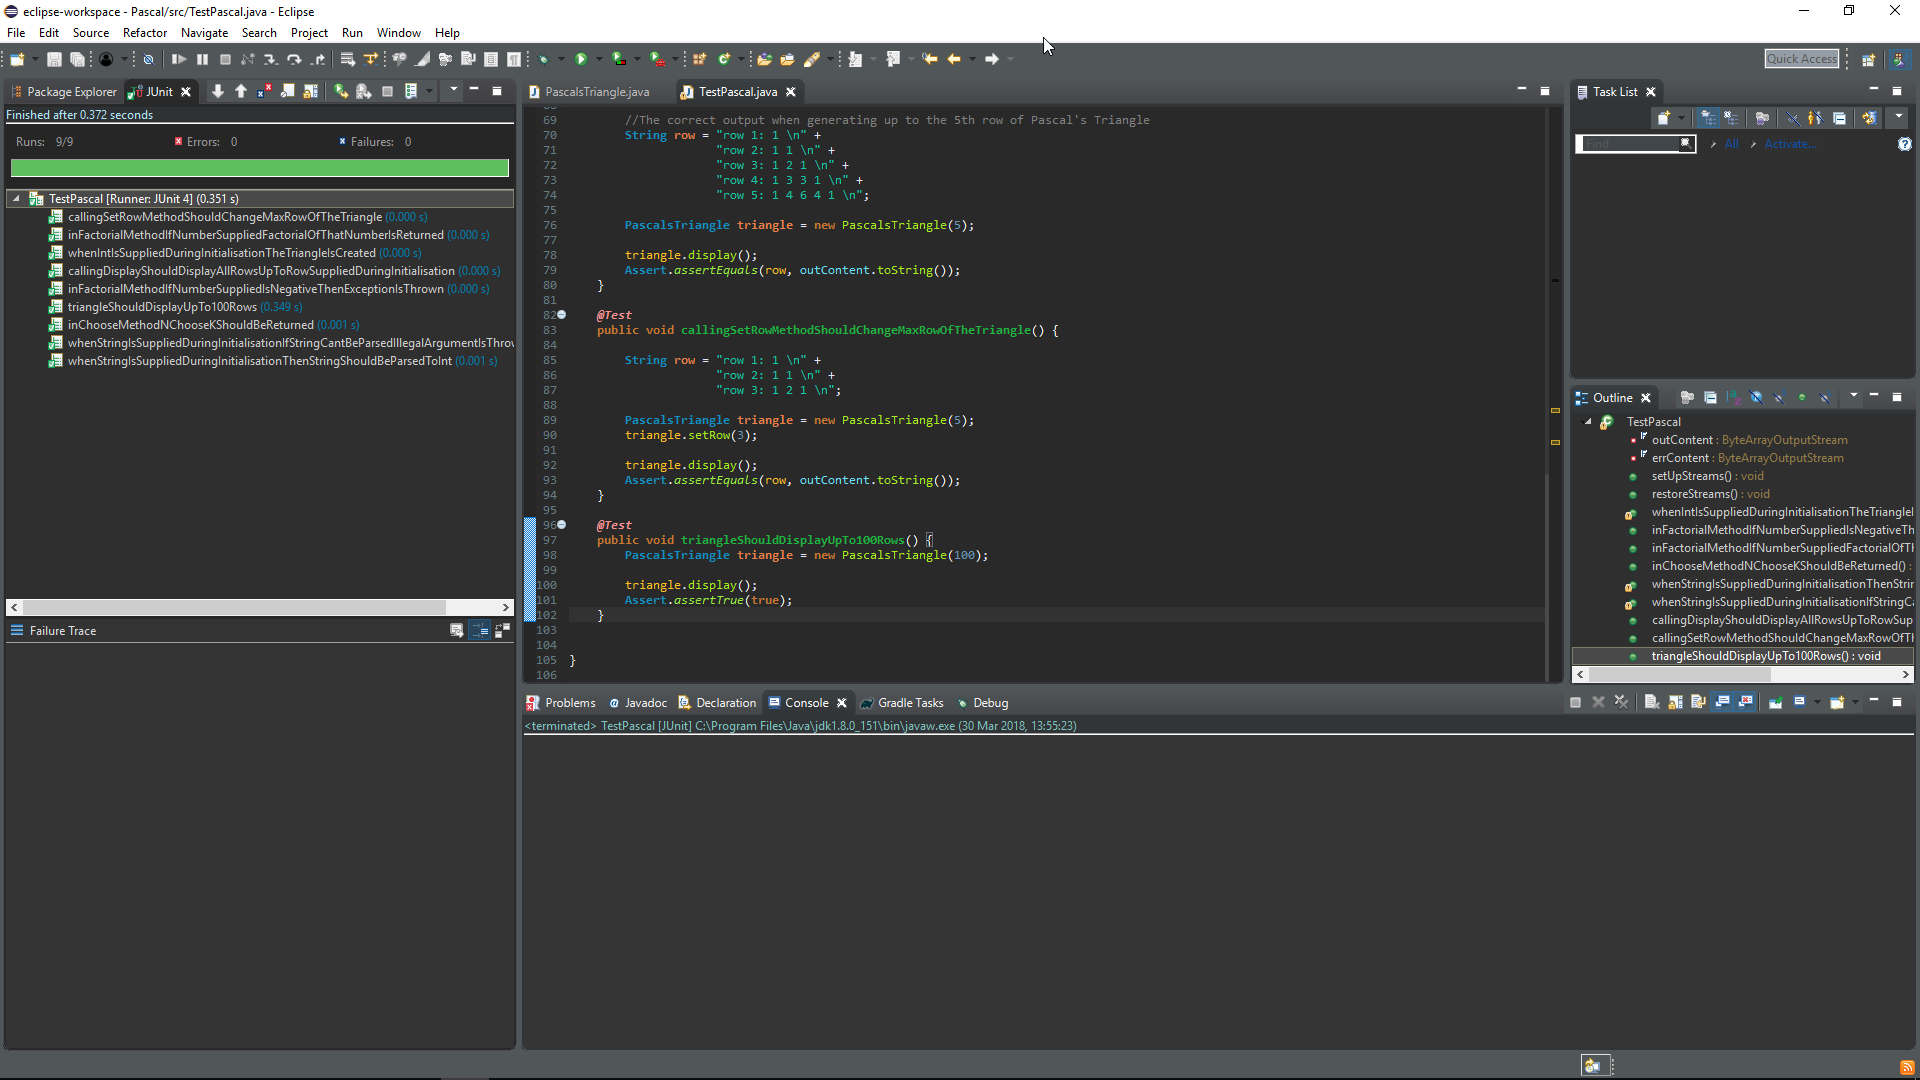 eclipse-workspace - Pascal/src/TestPascal.java - Eclipse
File Edit Source Refactor Navigate Search Project Run Window Help
Quick Access
Package Explorer JUnit
Finished after 0.372 seconds
Runs: 9/9 Errors: 0 Failures: 0
TestPascal [Runner: JUnit 4] (0.351 s)
callingSetRowMethodShouldChangeMaxRowOfTheTriangle (0.000 s)
inFactorialMethodIfNumberSuppliedFactorialOfThatNumberIsReturned (0.000 s)
whenIntIsSuppliedDuringInitialisationTheTriangleIsCreated (0.000 s)
callingDisplayShouldDisplayAllRowsUpToRowSuppliedDuringInitialisation (0.000 s)
inFactorialMethodIfNumberSuppliedIsNegativeThenExceptionIsThrown (0.000 s)
triangleShouldDisplayUpTo100Rows (0.349 s)
inChooseMethodNChooseKShouldBeReturned (0.001 s)
whenStringIsSuppliedDuringInitialisationIfStringCantBeParsedIllegalArgumentIsThrov
whenStringIsSuppliedDuringInitialisationThenStringShouldBeParsedToInt (0.001 s)
Failure Trace
PascalsTriangle.java TestPascal.java
69 //The correct output when generating up to the 5th row of Pascal's Triangle
70 String row = "row 1: 1 \n" +
71 "row 2: 1 1 \n" +
72 "row 3: 1 2 1 \n" +
73 "row 4: 1 3 3 1 \n" +
74 "row 5: 1 4 6 4 1 \n";
75
76 PascalsTriangle triangle = new PascalsTriangle(5);
77
78 triangle.display();
79 Assert.assertEquals(row, outContent.toString());
80 }
81
82 @Test
83 public void callingSetRowMethodShouldChangeMaxRowOfTheTriangle() {
84
85 String row = "row 1: 1 \n" +
86 "row 2: 1 1 \n" +
87 "row 3: 1 2 1 \n";
88
89 PascalsTriangle triangle = new PascalsTriangle(5);
90 triangle.setRow(3);
91
92 triangle.display();
93 Assert.assertEquals(row, outContent.toString());
94 }
95
96 @Test
97 public void triangleShouldDisplayUpTo100Rows() {
98 PascalsTriangle triangle = new PascalsTriangle(100);
99
100 triangle.display();
101 Assert.assertTrue(true);
102 }
103
104
105 }
106
Problems Javadoc Declaration Console Gradle Tasks Debug
<terminated> TestPascal [JUnit] C:\Program Files\Java\jdk1.8.0_151\bin\javaw.exe (30 Mar 2018, 13:55:23)
Task List
Find All Activate...
Outline
TestPascal
outContent : ByteArrayOutputStream
errContent : ByteArrayOutputStream
setUpStreams() : void
restoreStreams() : void
whenIntIsSuppliedDuringInitialisationTheTriangleI
inFactorialMethodIfNumberSuppliedIsNegativeTh
inFactorialMethodIfNumberSuppliedFactorialOfTh
inChooseMethodNChooseKShouldBeReturned() :
whenStringIsSuppliedDuringInitialisationThenStrin
whenStringIsSuppliedDuringInitialisationIfStringCa
callingDisplayShouldDisplayAllRowsUpToRowSup
callingSetRowMethodShouldChangeMaxRowOfTh
triangleShouldDisplayUpTo100Rows() : void